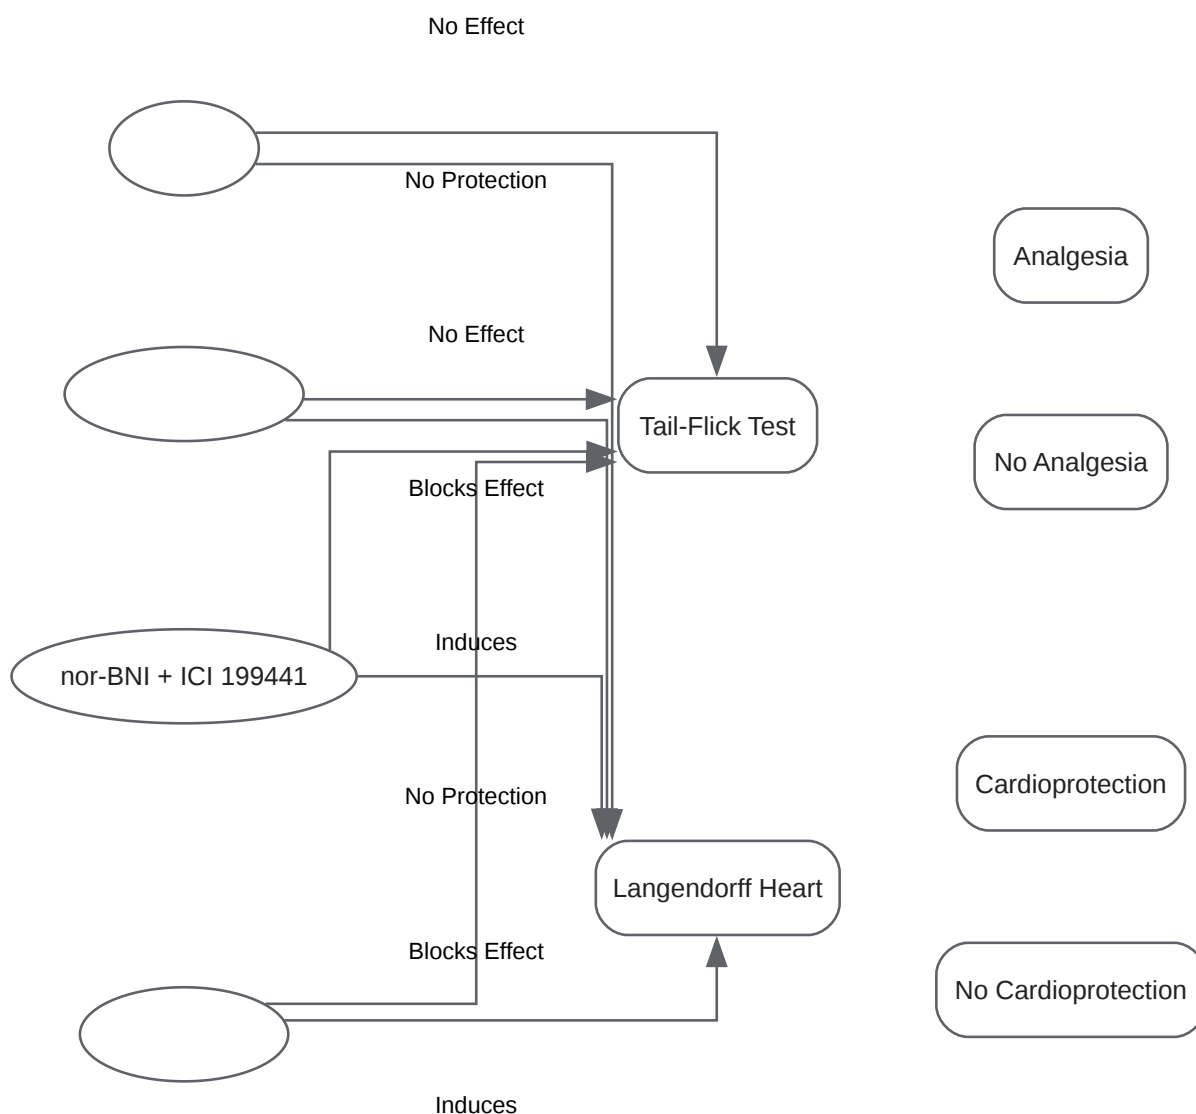 No Effect
No Protection
Analgesia
No Effect
Tail-Flick Test
No Analgesia
Blocks Effect
Induces
nor-BNI + ICI 199441
Cardioprotection
No Protection
Langendorff Heart
Blocks Effect
No Cardioprotection
Induces